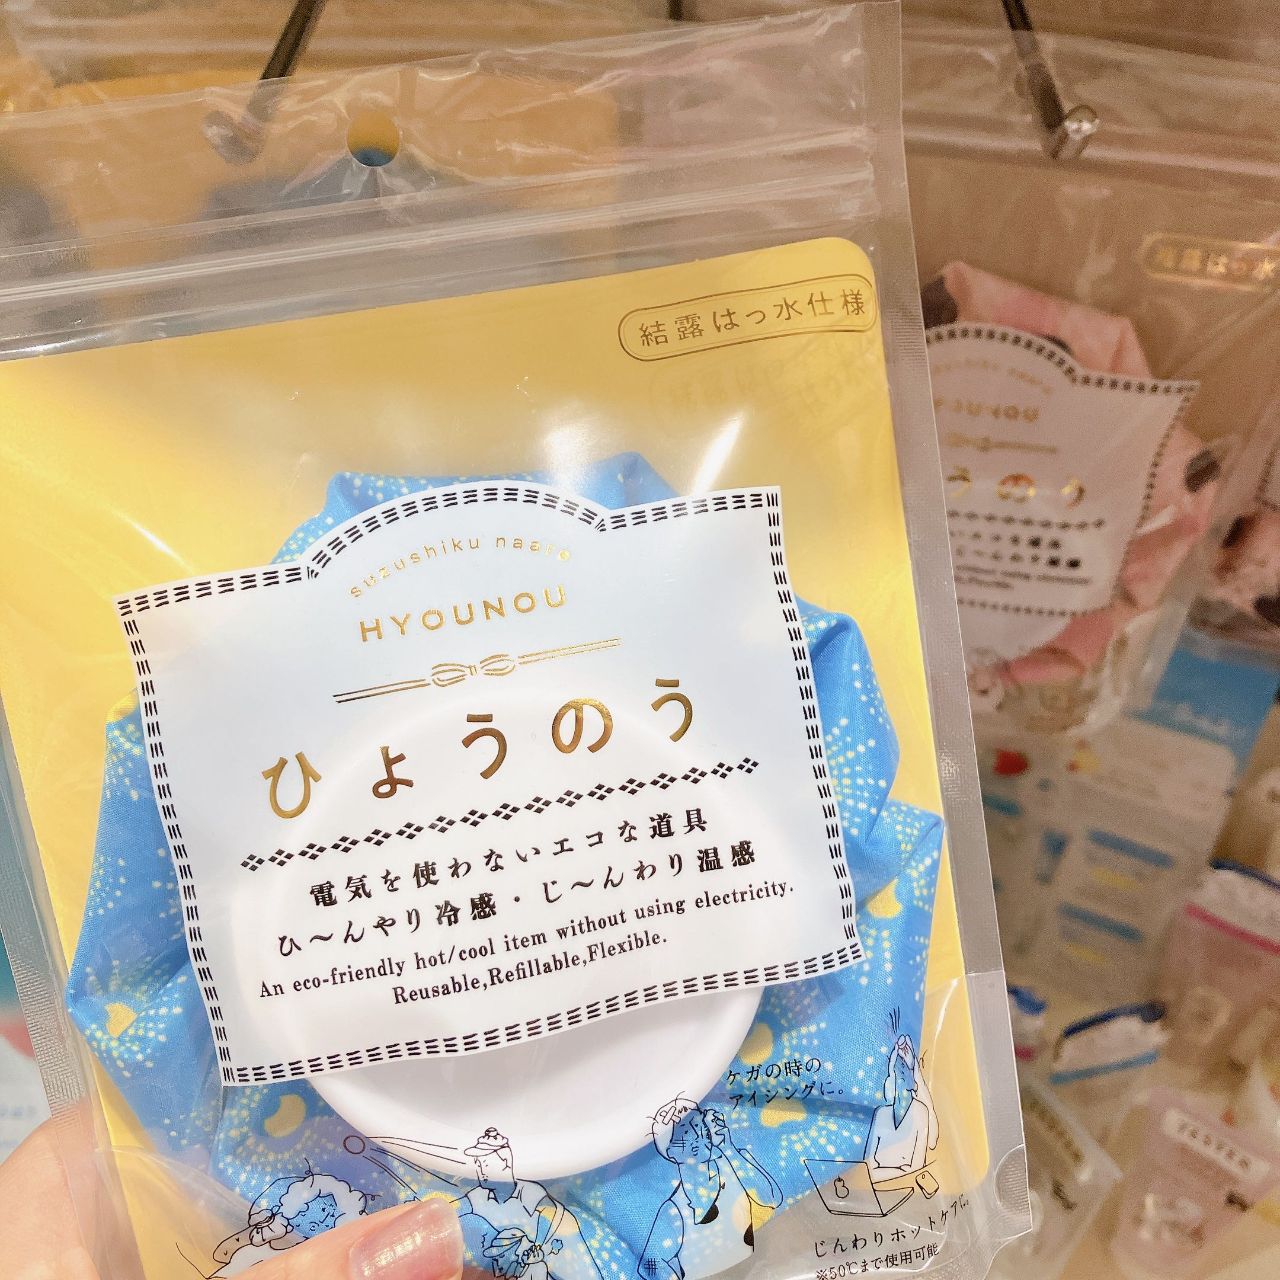 結露はっ水仕様
suzushiku naare
HYOUNOU
ひょうのう
電気を使わないエコな道具
ひ～んやり冷感・じ～んわり温感
An eco-friendly hot/cool item without using electricity.
Reusable,Refillable,Flexible.
ケガの時の
アイシングに。
じんわりホットケアに。
※50℃まで使用可能